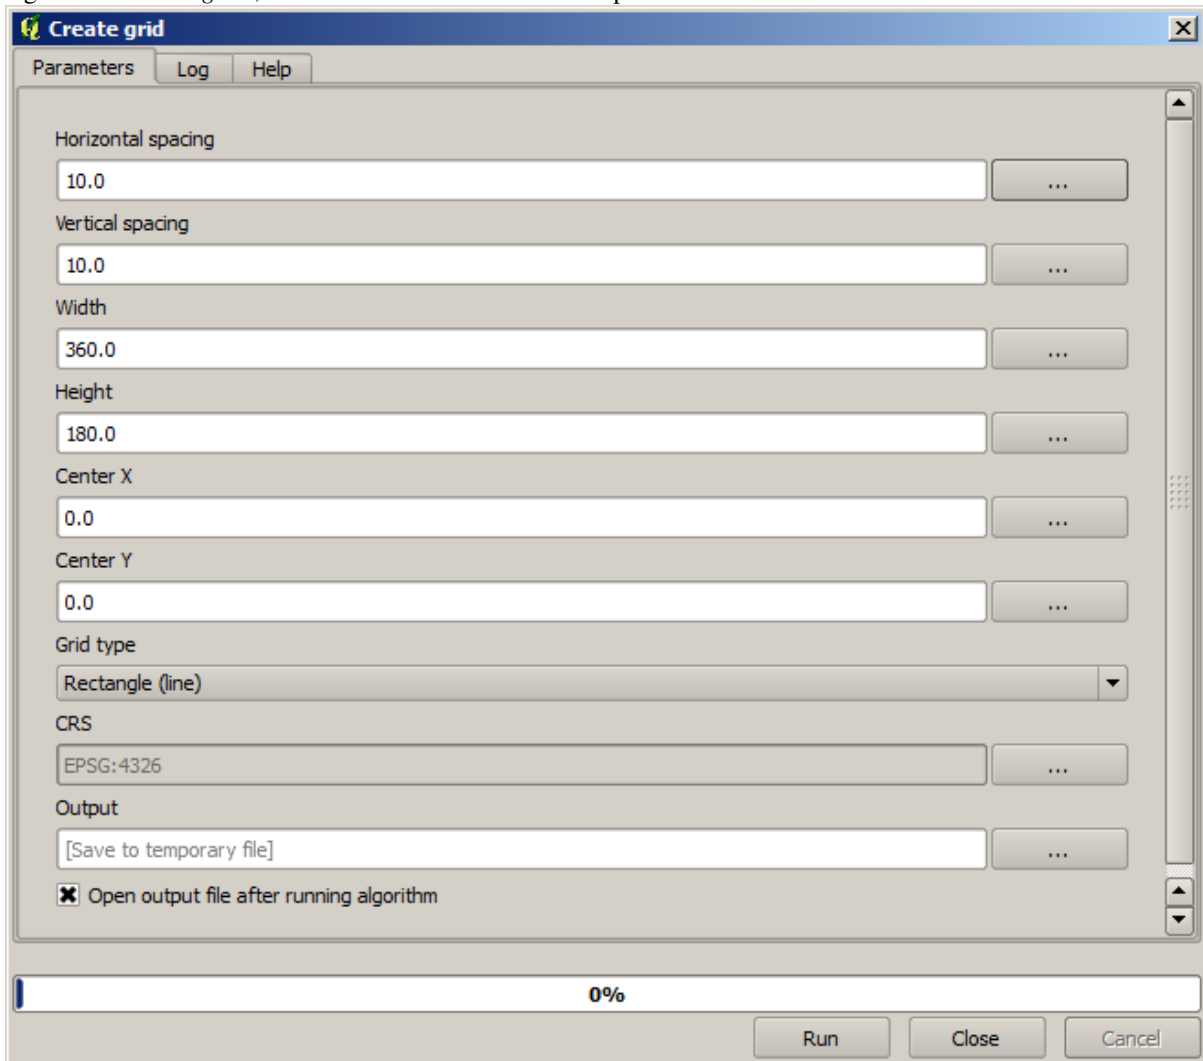 Create grid
Parameters Log Help
Horizontal spacing
10.0 ...
Vertical spacing
10.0 ...
Width
360.0 ...
Height
180.0 ...
Center X
0.0 ...
Center Y
0.0 ...
Grid type
Rectangle (line)
CRS
EPSG:4326 ...
Output
[Save to temporary file] ...
Open output file after running algorithm
0%
Run Close Cancel